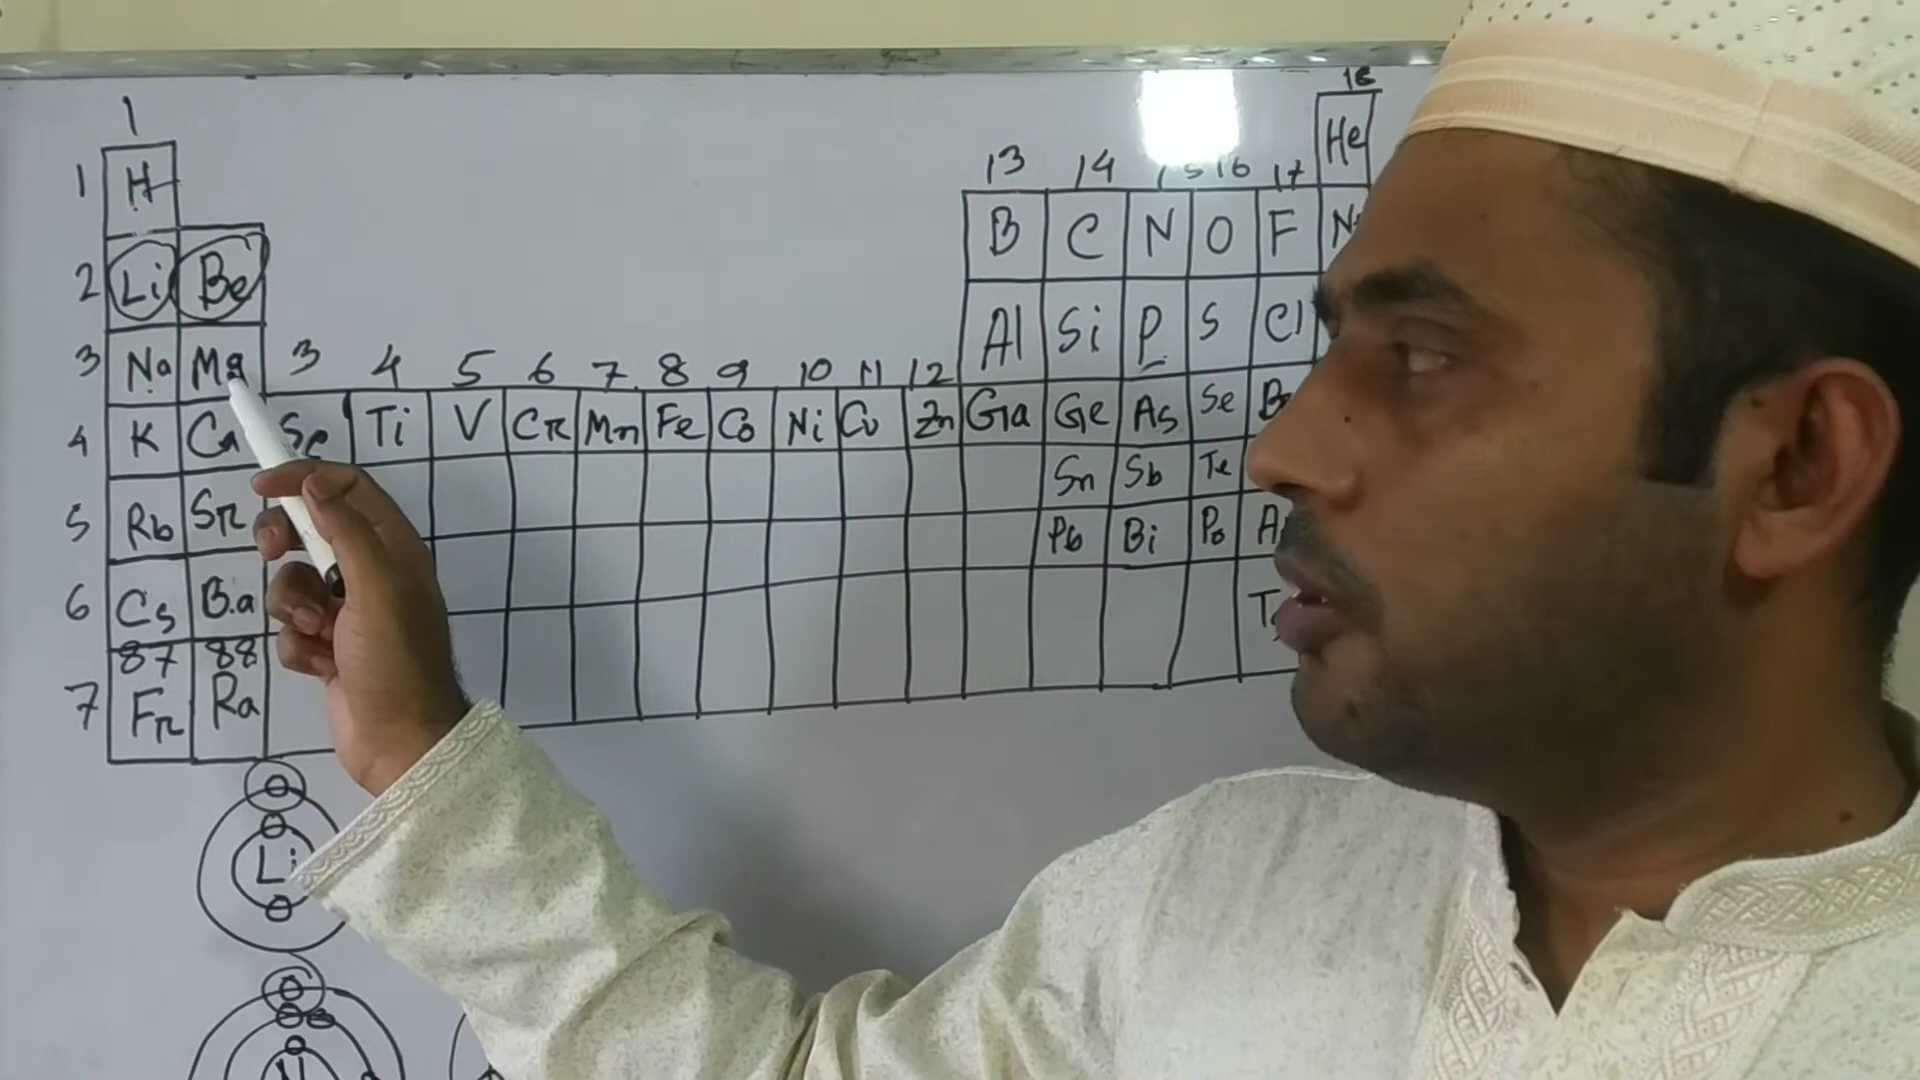 1 18
1 H He
13 14 15 16 17
2 Li Be B C N O F
3 Na Mg Al Si P S Cl
3 4 5 6 7 8 9 10 11 12
4 K Ca Sc Ti V Cr Mn Fe Co Ni Cu Zn Ga Ge As Se
5 Rb Sr Sn Sb Te
6 Cs Ba Pb Bi Po
87 88
7 Fr Ra
Li